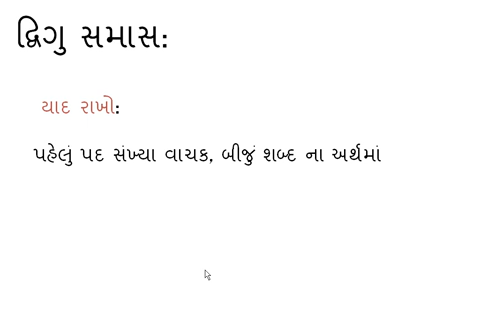 દ્વિગુ સમાસ:
યાદ રાખો:
પહેલું પદ સંખ્યા વાચક, બીજું શબ્દ ના અર્થમાં